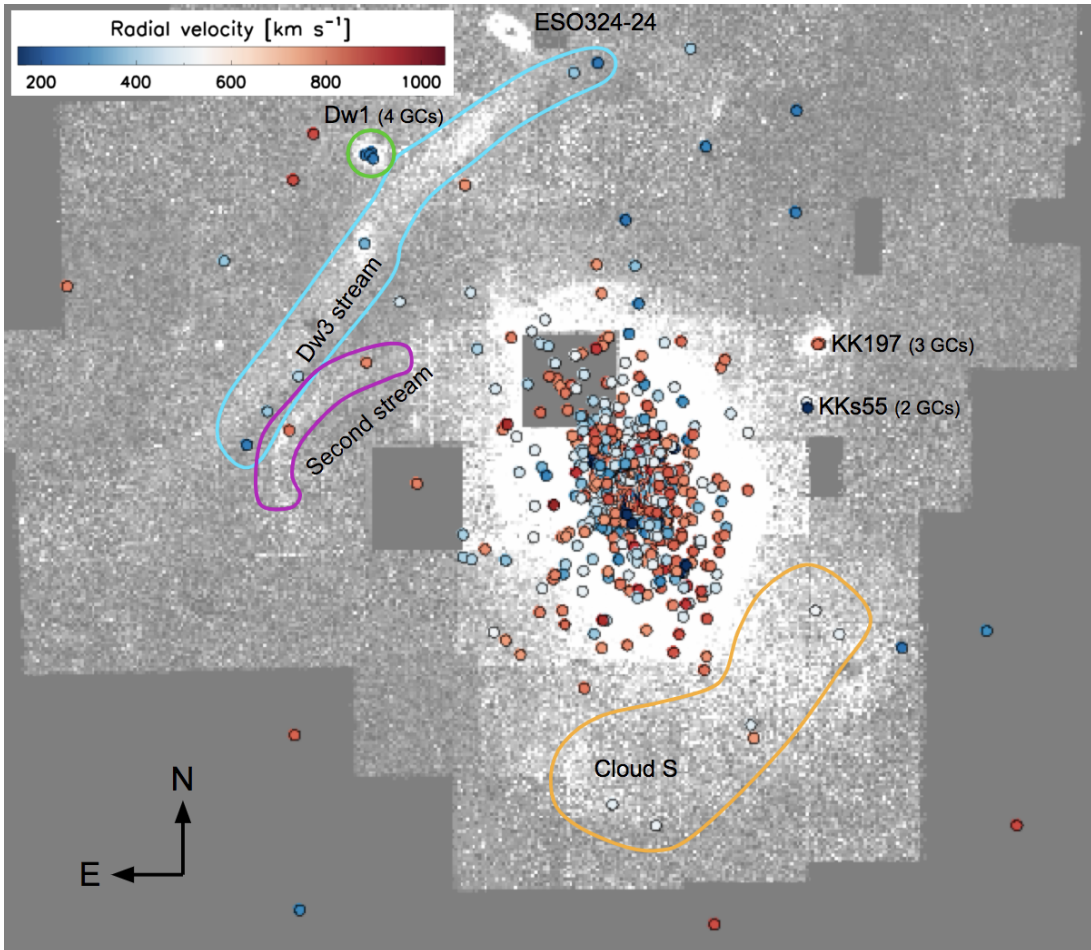 ESO324-24
Radial velocity [km s⁻¹]
200 400 600 800 1000
Dw1 (4 GCs)
Dw3 stream
KK197 (3 GCs)
Second stream
KKs55 (2 GCs)
Cloud S
N
E